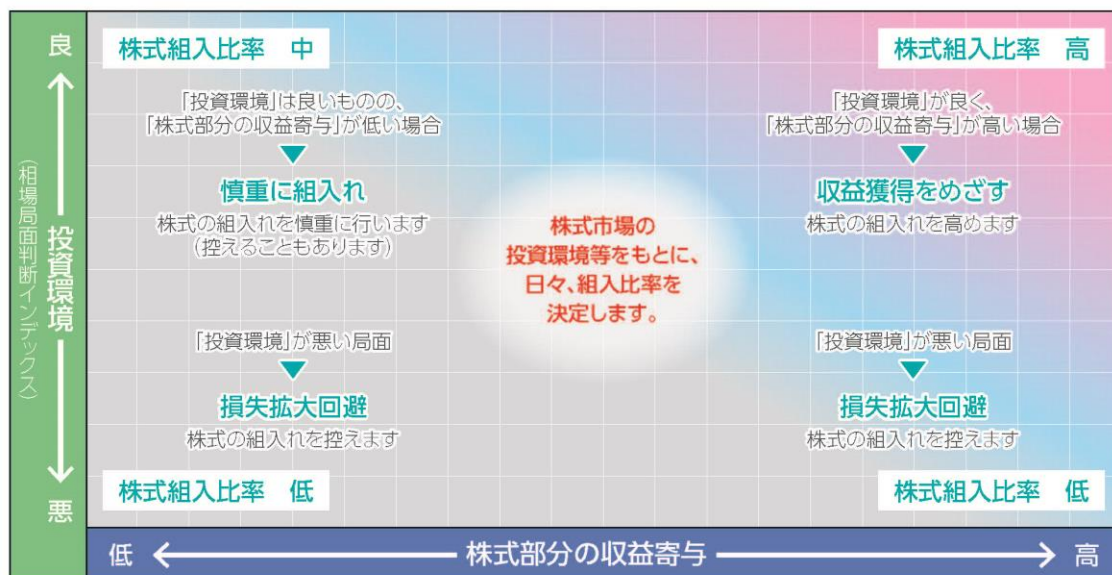 良
投資環境
(相場局面判断インデックス)
悪
株式組入比率　中
「投資環境」は良いものの、
「株式部分の収益寄与」が低い場合
慎重に組入れ
株式の組入れを慎重に行います
(控えることもあります)
株式組入比率　高
「投資環境」が良く、
「株式部分の収益寄与」が高い場合
収益獲得をめざす
株式の組入れを高めます
株式市場の
投資環境等をもとに、
日々、組入比率を
決定します。
「投資環境」が悪い局面
損失拡大回避
株式の組入れを控えます
株式組入比率　低
「投資環境」が悪い局面
損失拡大回避
株式の組入れを控えます
株式組入比率　低
低
株式部分の収益寄与
高